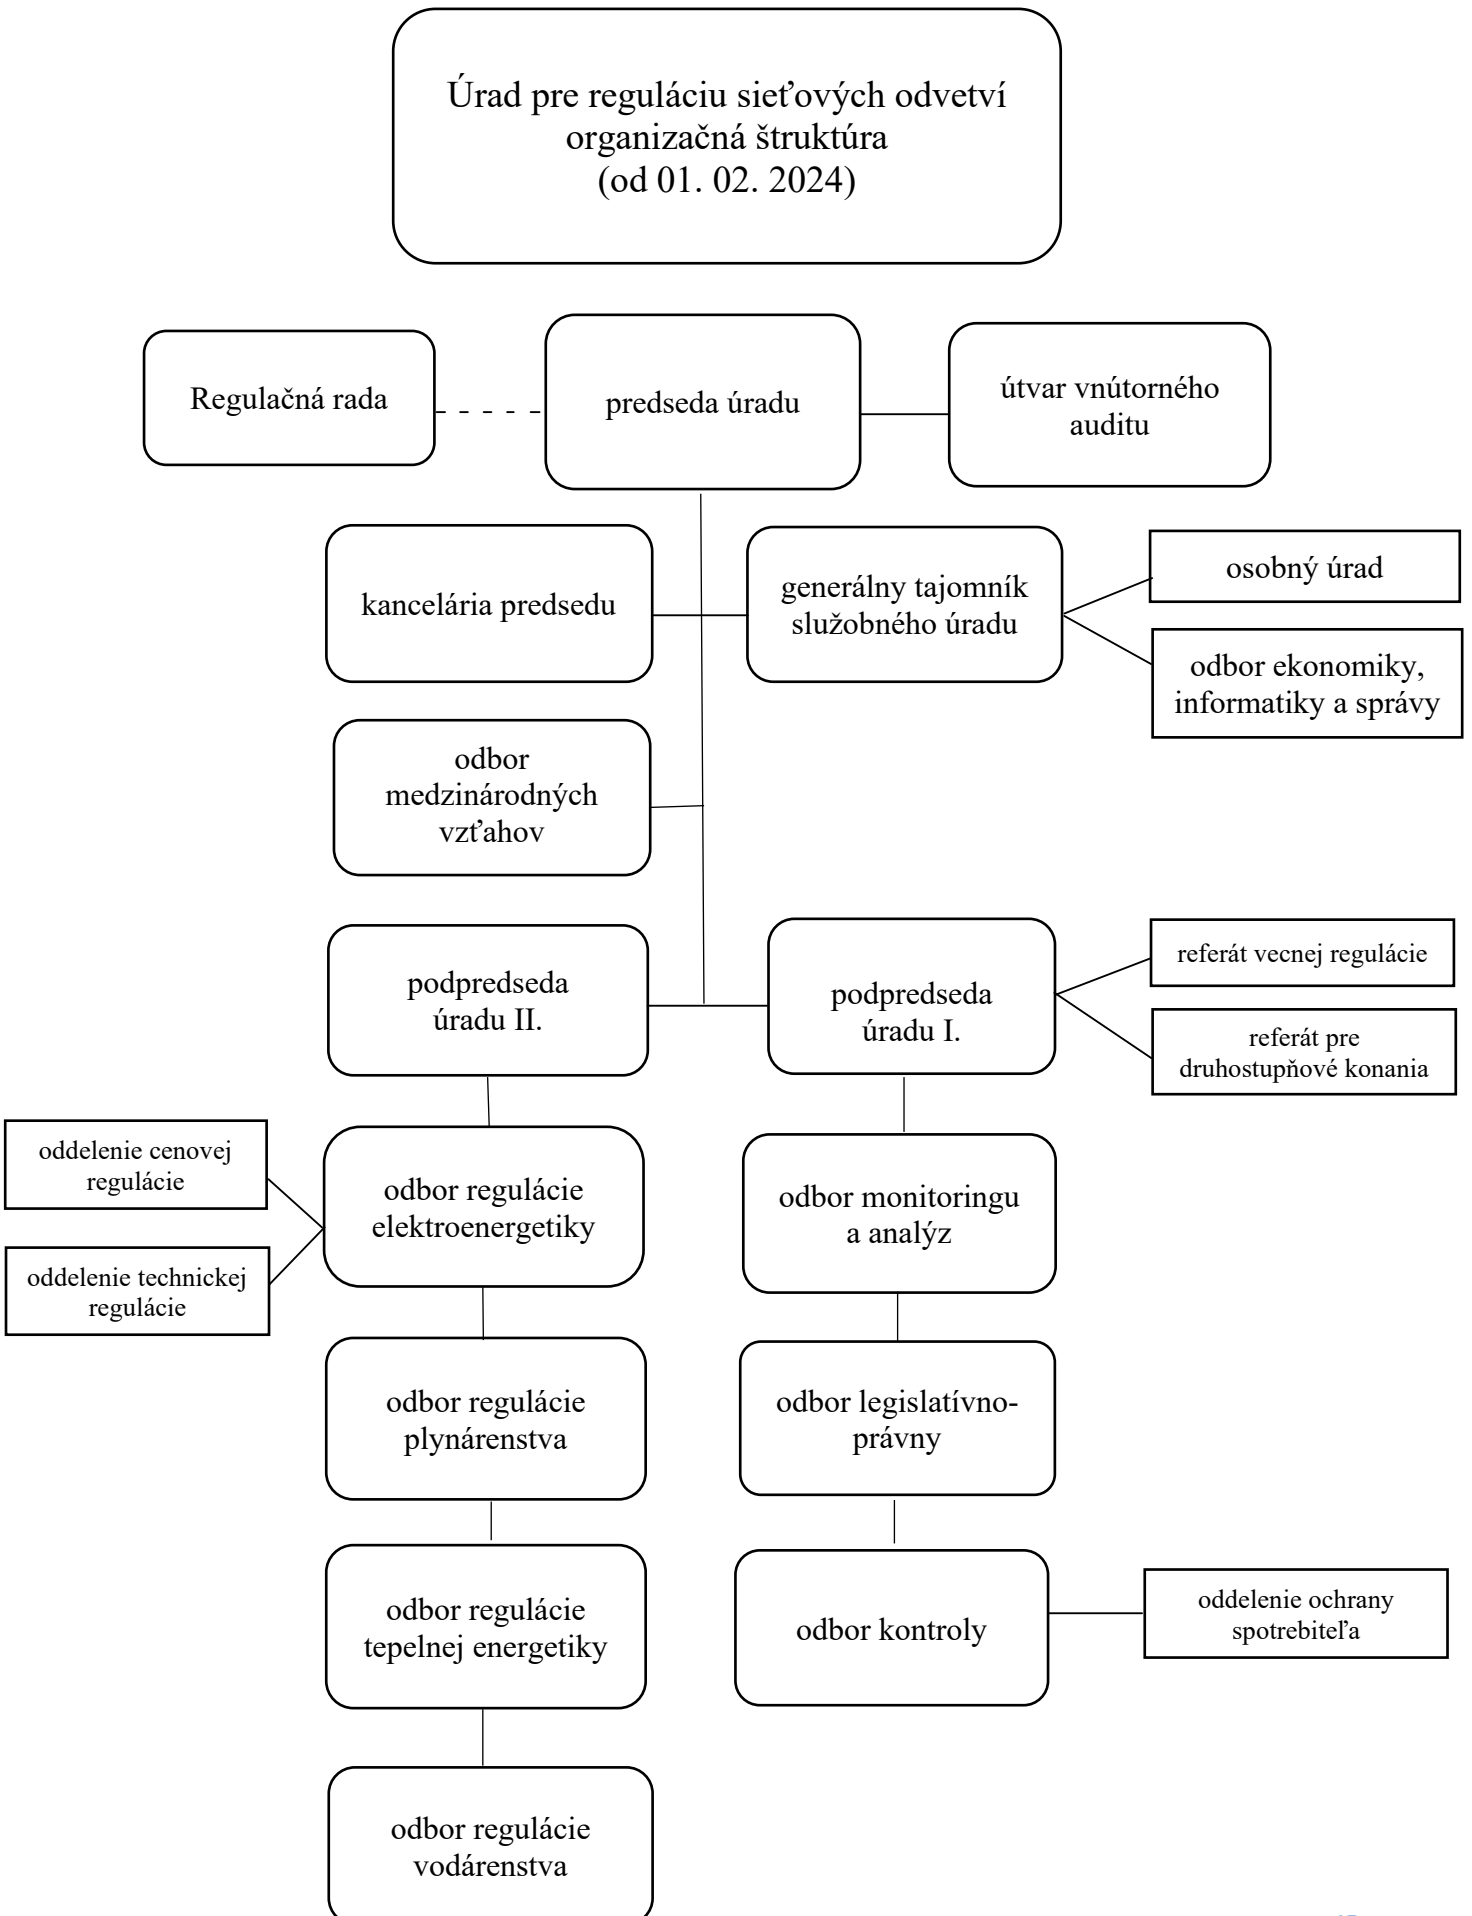 Úrad pre reguláciu sieťových odvetví
organizačná štruktúra
(od 01. 02. 2024)
Regulačná rada
predseda úradu
útvar vnútorného
auditu
kancelária predsedu
generálny tajomník
služobného úradu
osobný úrad
odbor ekonomiky,
informatiky a správy
odbor
medzinárodných
vzťahov
podpredseda
úradu II.
podpredseda
úradu I.
referát vecnej regulácie
referát pre
druhostupňové konania
oddelenie cenovej
regulácie
oddelenie technickej
regulácie
odbor regulácie
elektroenergetiky
odbor monitoringu
a analýz
odbor regulácie
plynárenstva
odbor legislatívno-
právny
odbor regulácie
tepelnej energetiky
odbor kontroly
oddelenie ochrany
spotrebiteľa
odbor regulácie
vodárenstva